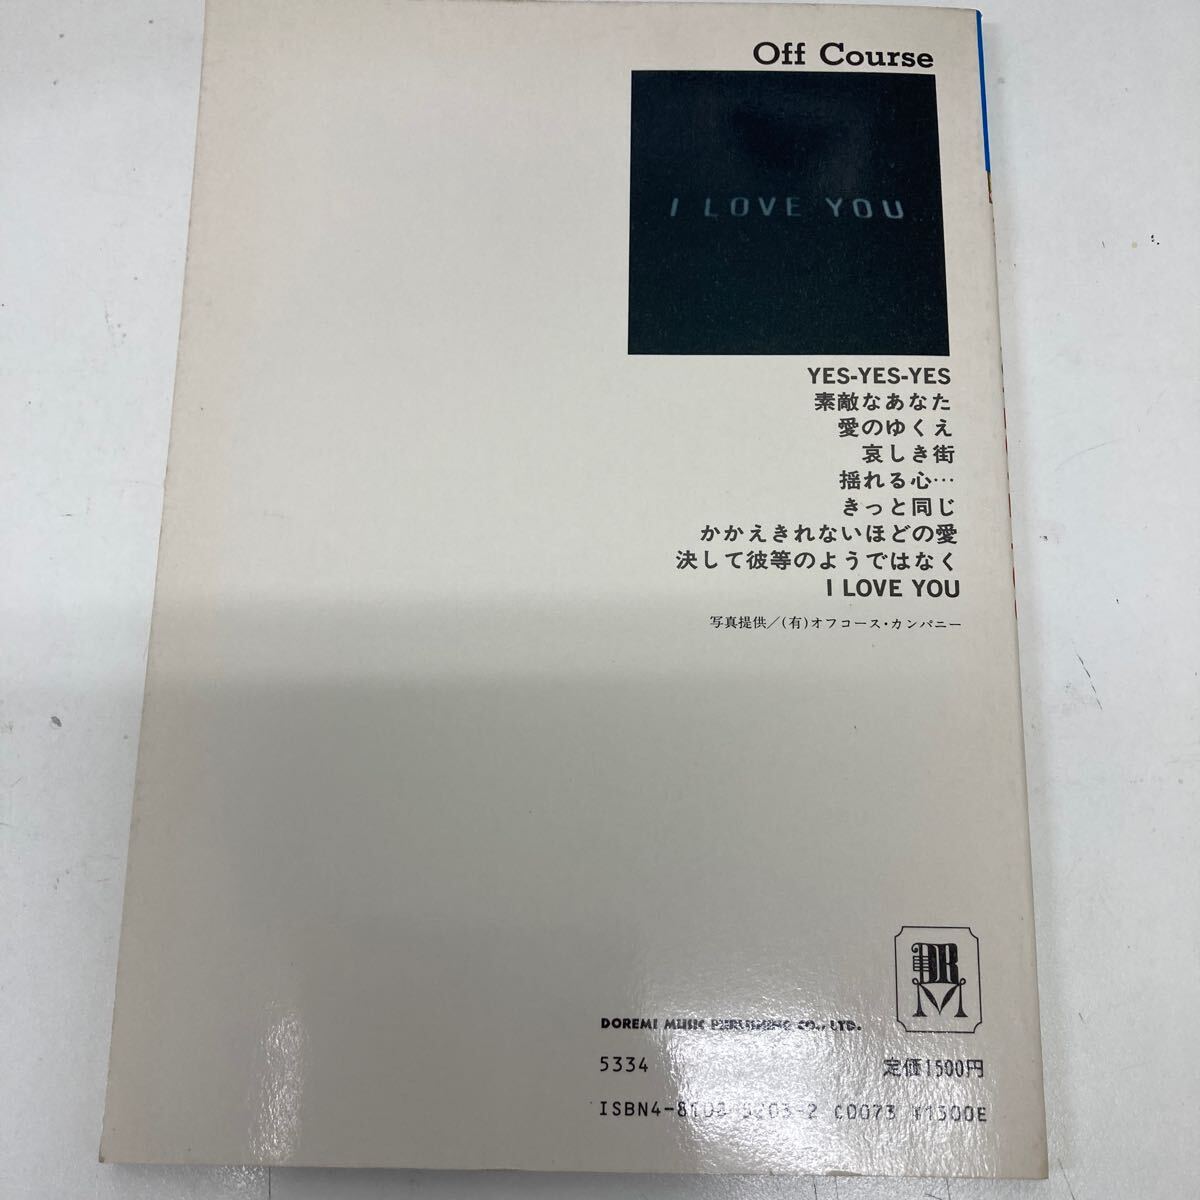 Off Course
I LOVE YOU
YES-YES-YES
素敵なあなた
愛のゆくえ
哀しき街
揺れる心…
きっと同じ
かかえきれないほどの愛
決して彼等のようではなく
I LOVE YOU
写真提供／(有)オフコース・カンパニー
DRM
DOREMI MUSIC PUBLISHING CO., LTD.
5334
定価1500円
C0073